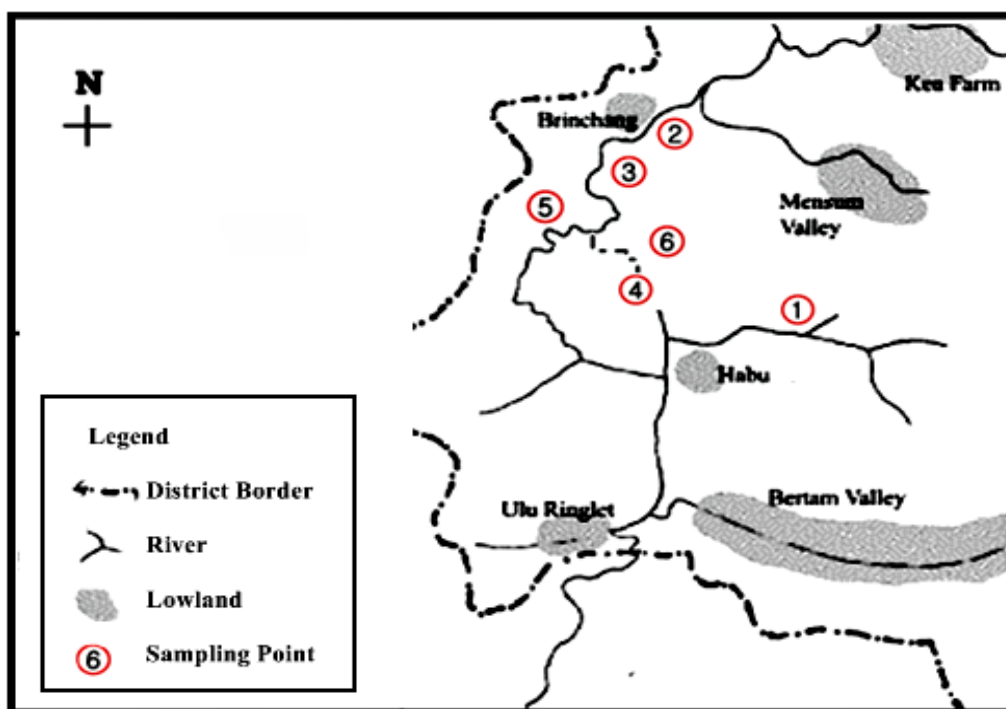 N
Brinchang
Kea Farm
Mensum
Valley
2
3
5
6
4
1
Habu
Ulu Ringlet
Bertam Valley
Legend
District Border
River
Lowland
6 Sampling Point